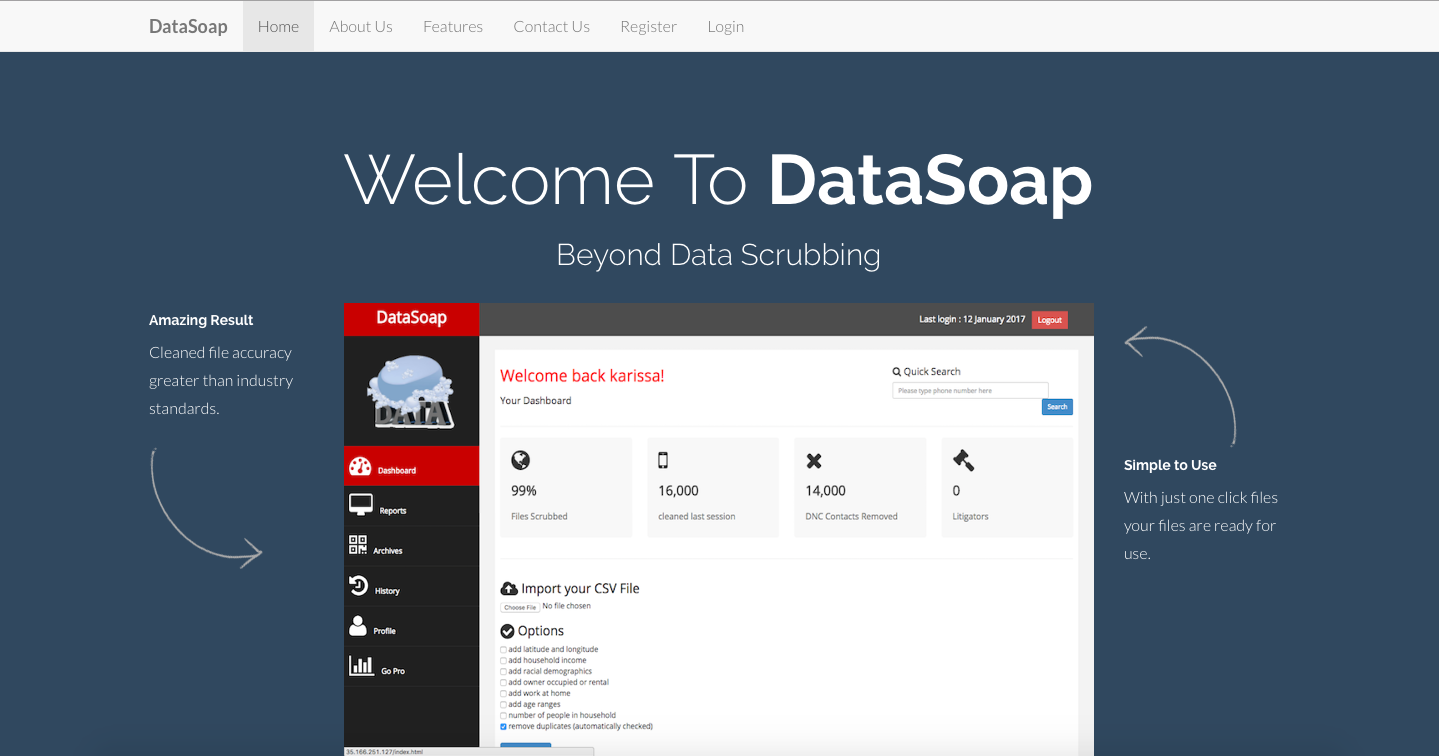 DataSoap Home About Us Features Contact Us Register Login
Welcome To DataSoap
Beyond Data Scrubbing
Amazing Result
Cleaned file accuracy
greater than industry
standards.
DataSoap
Last login : 12 January 2017 Logout
DATA
Dashboard
Reports
Archives
History
Profile
Go Pro
Welcome back karissa!
Your Dashboard
Quick Search
Please type phone number here
Search
99%
Files Scrubbed
16,000
cleaned last session
14,000
DNC Contacts Removed
0
Litigators
Import your CSV File
Choose File No file chosen
Options
add latitude and longitude
add household income
add racial demographics
add owner occupied or rental
add work at home
add age ranges
number of people in household
remove duplicates (automatically checked)
35.166.251.127/index.html
Simple to Use
With just one click files
your files are ready for
use.